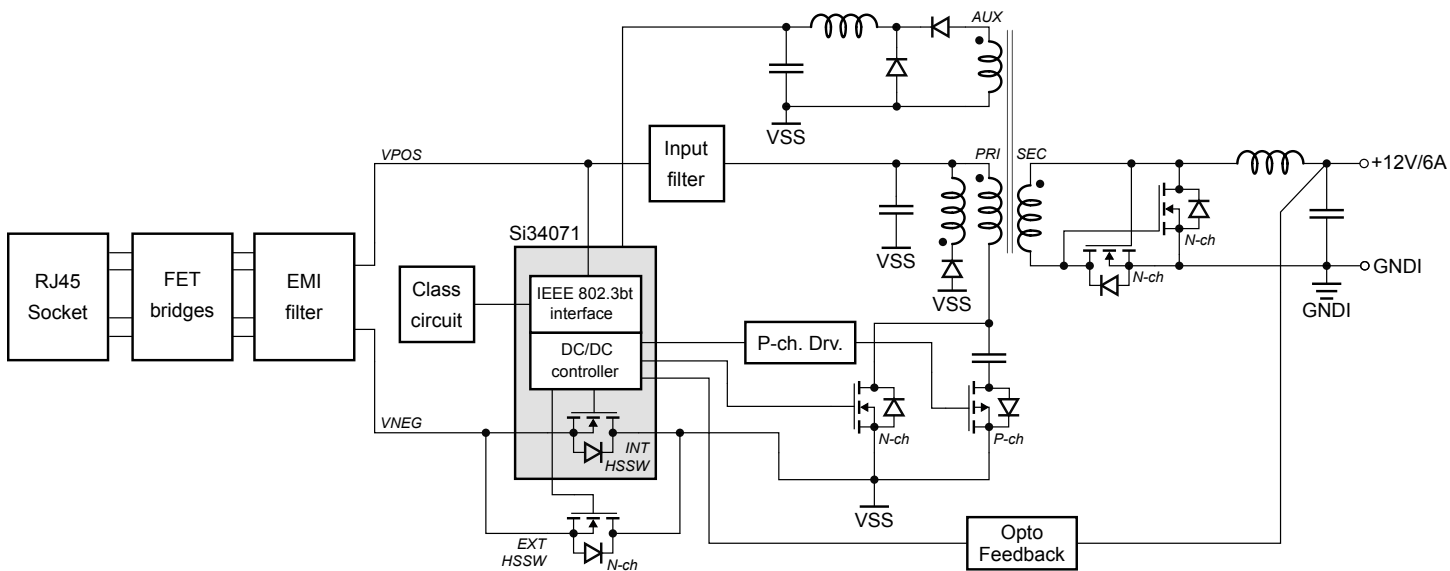 AUX
VSS
VPOS
Input
filter
PRI
SEC
+12V/6A
VSS
N-ch
N-ch
VSS
GNDI
GNDI
Si34071
RJ45
Socket
FET
bridges
EMI
filter
Class
circuit
IEEE 802.3bt
interface
DC/DC
controller
P-ch. Drv.
VNEG
INT
HSSW
N-ch
P-ch
VSS
EXT
HSSW
N-ch
Opto
Feedback